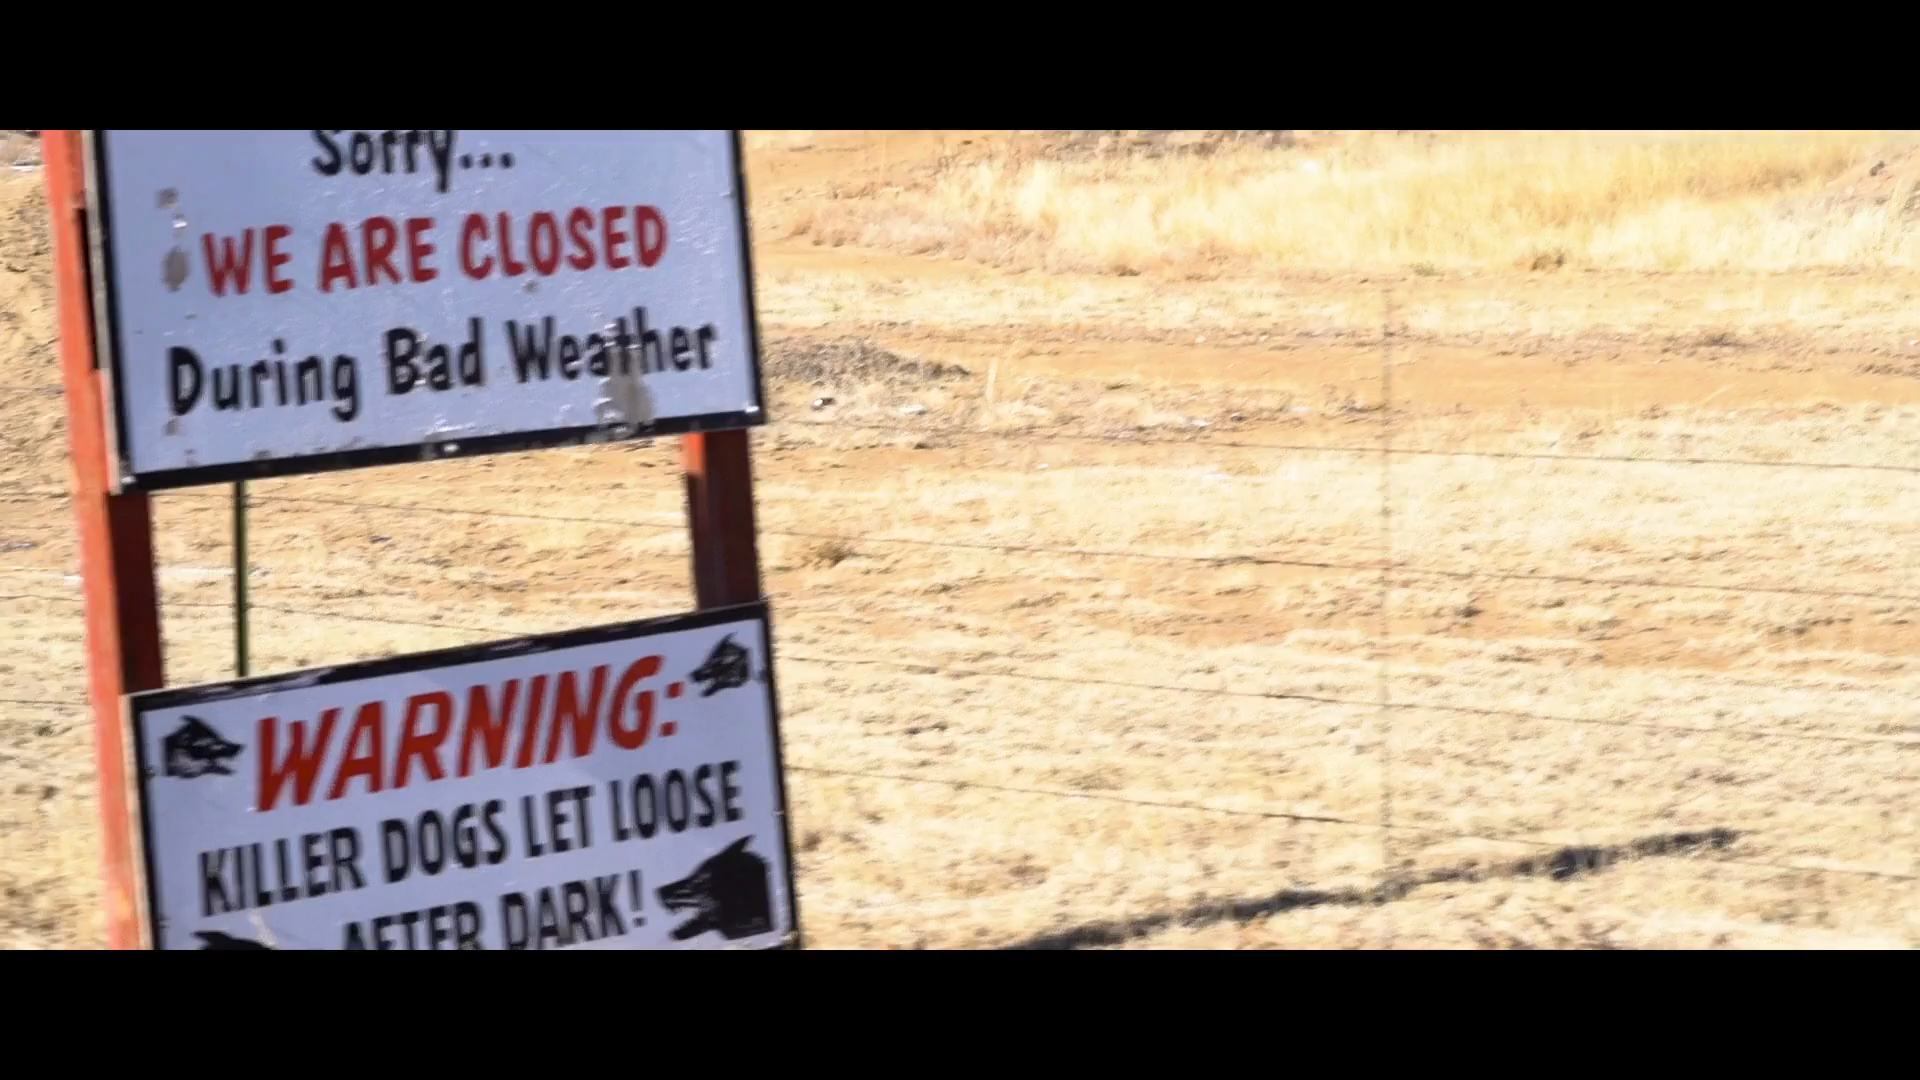 Sorry...
WE ARE CLOSED
During Bad Weather
WARNING:
KILLER DOGS LET LOOSE
AFTER DARK!